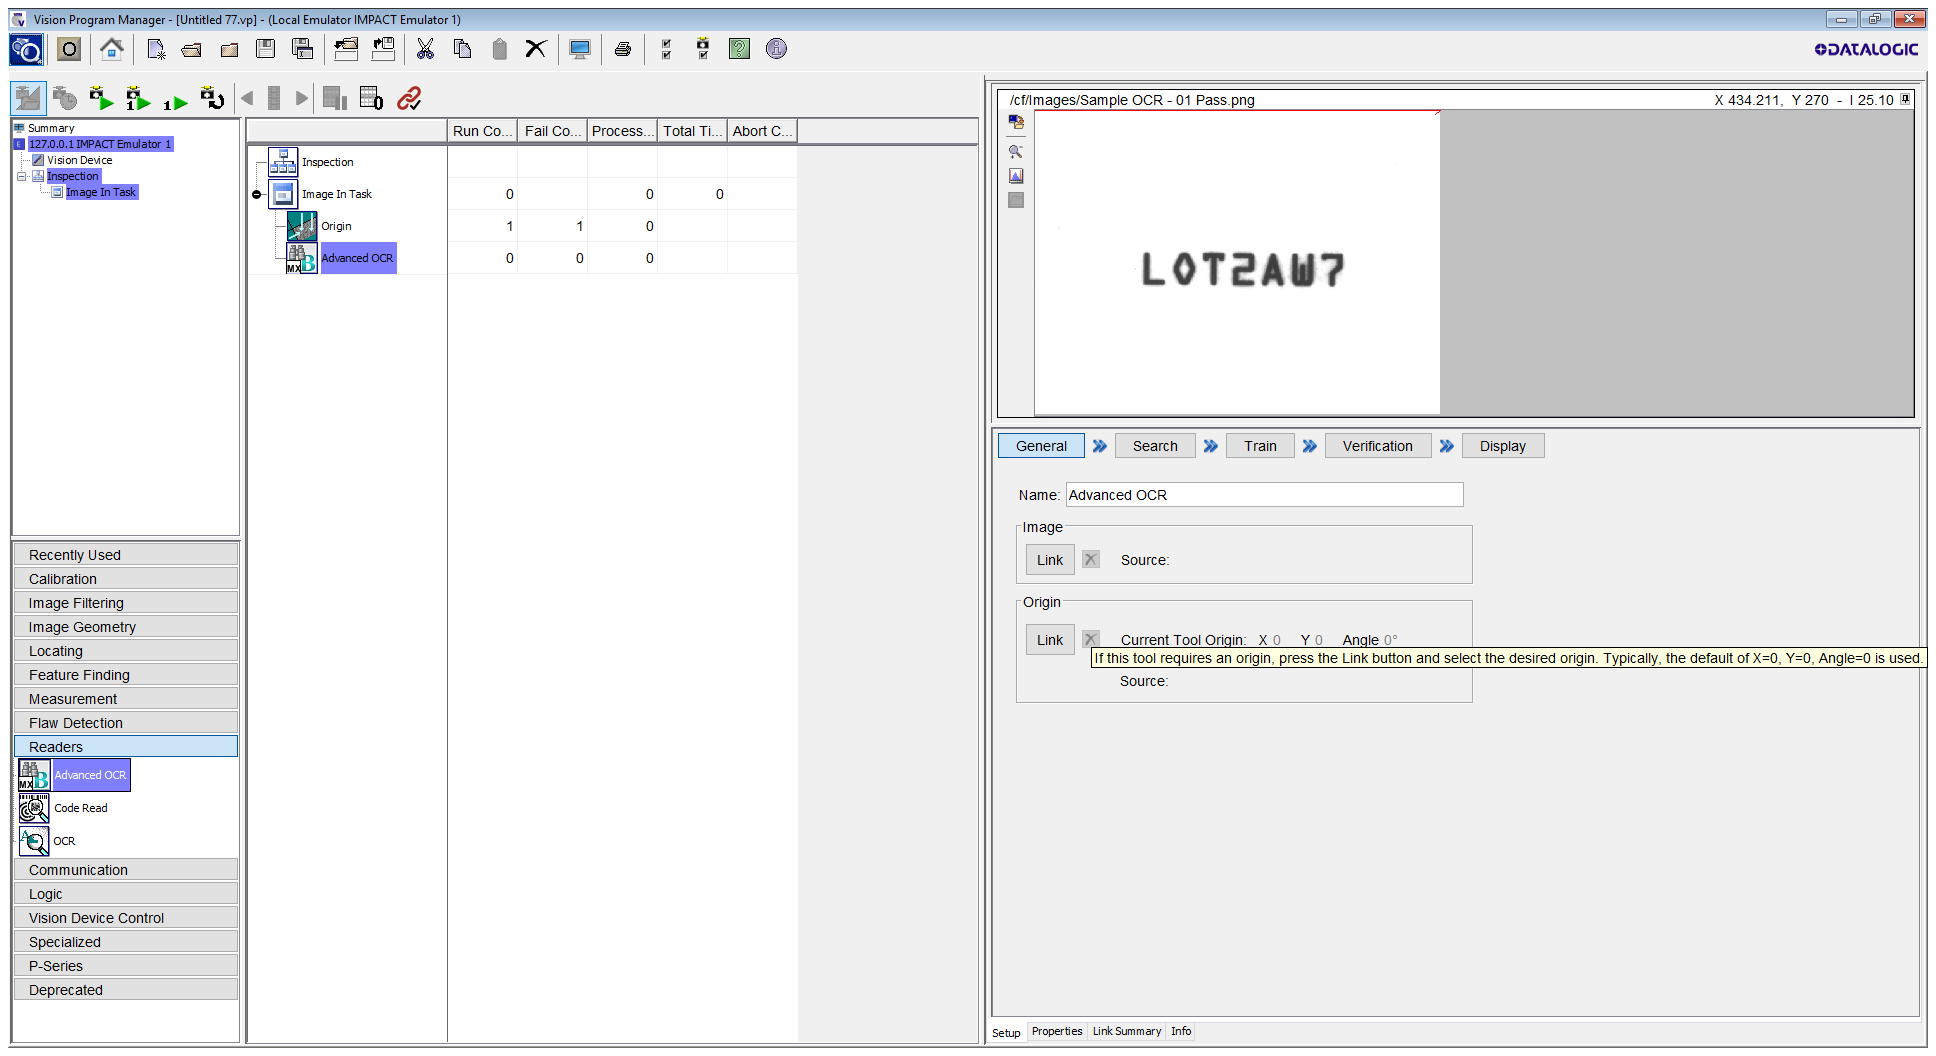 Vision Program Manager - [Untitled 77.vp] - (Local Emulator IMPACT Emulator 1)
DATALOGIC
Summary
127.0.0.1 IMPACT Emulator 1
Vision Device
Inspection
Image In Task
Recently Used
Calibration
Image Filtering
Image Geometry
Locating
Feature Finding
Measurement
Flaw Detection
Readers
Advanced OCR
Code Read
OCR
Communication
Logic
Vision Device Control
Specialized
P-Series
Deprecated
Run Co... Fail Co... Process... Total Ti... Abort C...
Inspection
Image In Task 0 0 0
Origin 1 1 0
Advanced OCR 0 0 0
/cf/Images/Sample OCR - 01 Pass.png X 434.211, Y 270 - I 25.10
LOT2AW7
General Search Train Verification Display
Name: Advanced OCR
Image
Link Source:
Origin
Link Current Tool Origin: X 0 Y 0 Angle 0°
If this tool requires an origin, press the Link button and select the desired origin. Typically, the default of X=0, Y=0, Angle=0 is used.
Source:
Setup Properties Link Summary Info